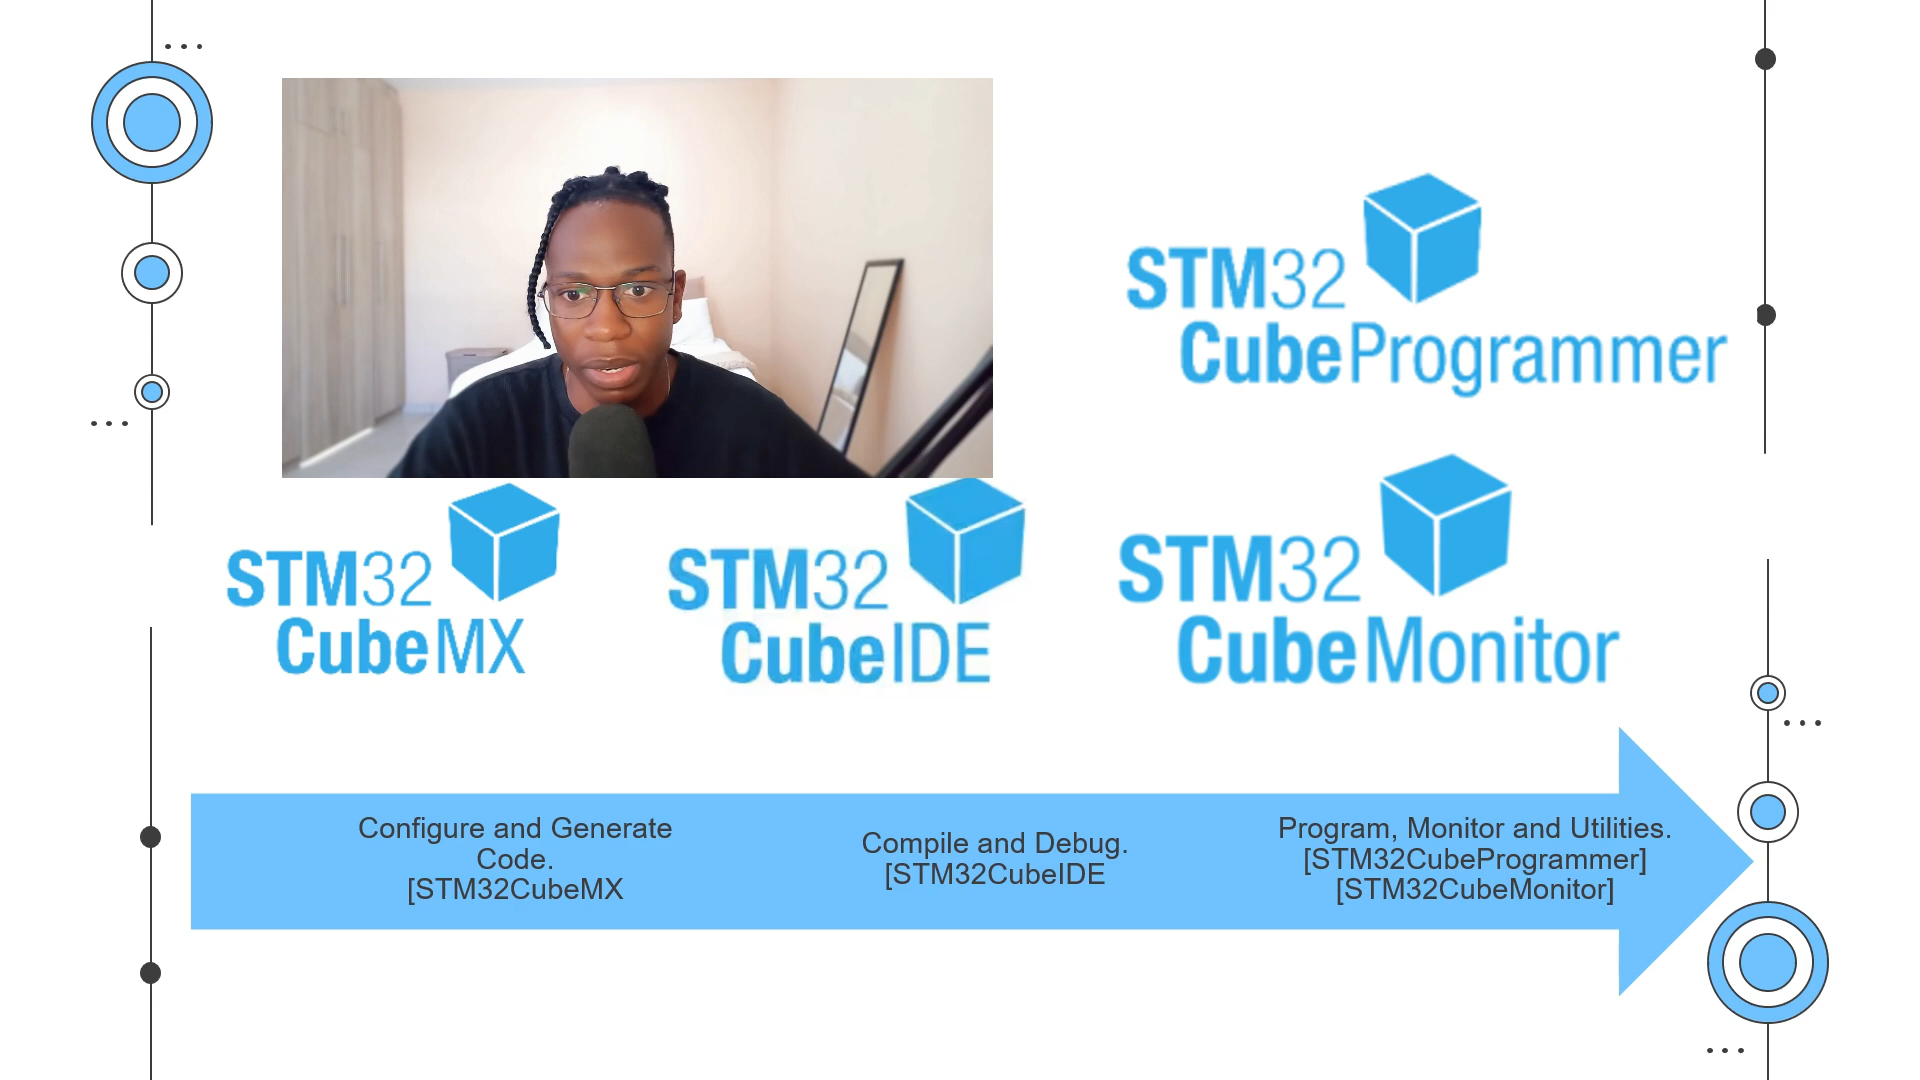 STM32
CubeProgrammer
STM32
CubeMX
STM32
CubeIDE
STM32
CubeMonitor
Configure and Generate
Code.
[STM32CubeMX
Compile and Debug.
[STM32CubeIDE
Program, Monitor and Utilities.
[STM32CubeProgrammer]
[STM32CubeMonitor]